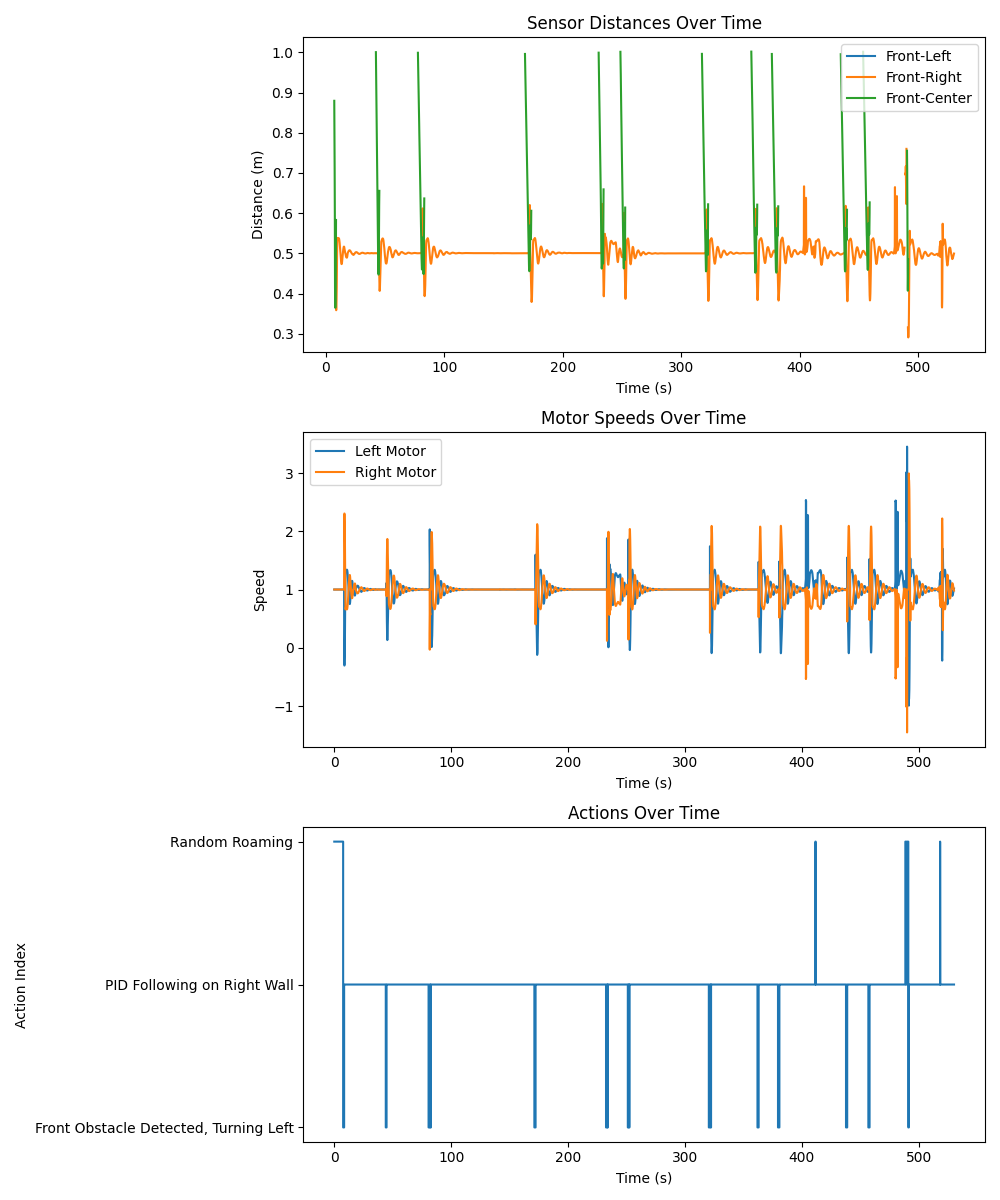 Sensor Distances Over Time
1.0
0.9
0.8
0.7
0.6
0.5
0.4
0.3
Distance (m)
Front-Left
Front-Right
Front-Center
0 100 200 300 400 500
Time (s)
Motor Speeds Over Time
3
2
1
0
−1
Speed
Left Motor
Right Motor
0 100 200 300 400 500
Time (s)
Actions Over Time
Random Roaming
PID Following on Right Wall
Front Obstacle Detected, Turning Left
Action Index
0 100 200 300 400 500
Time (s)